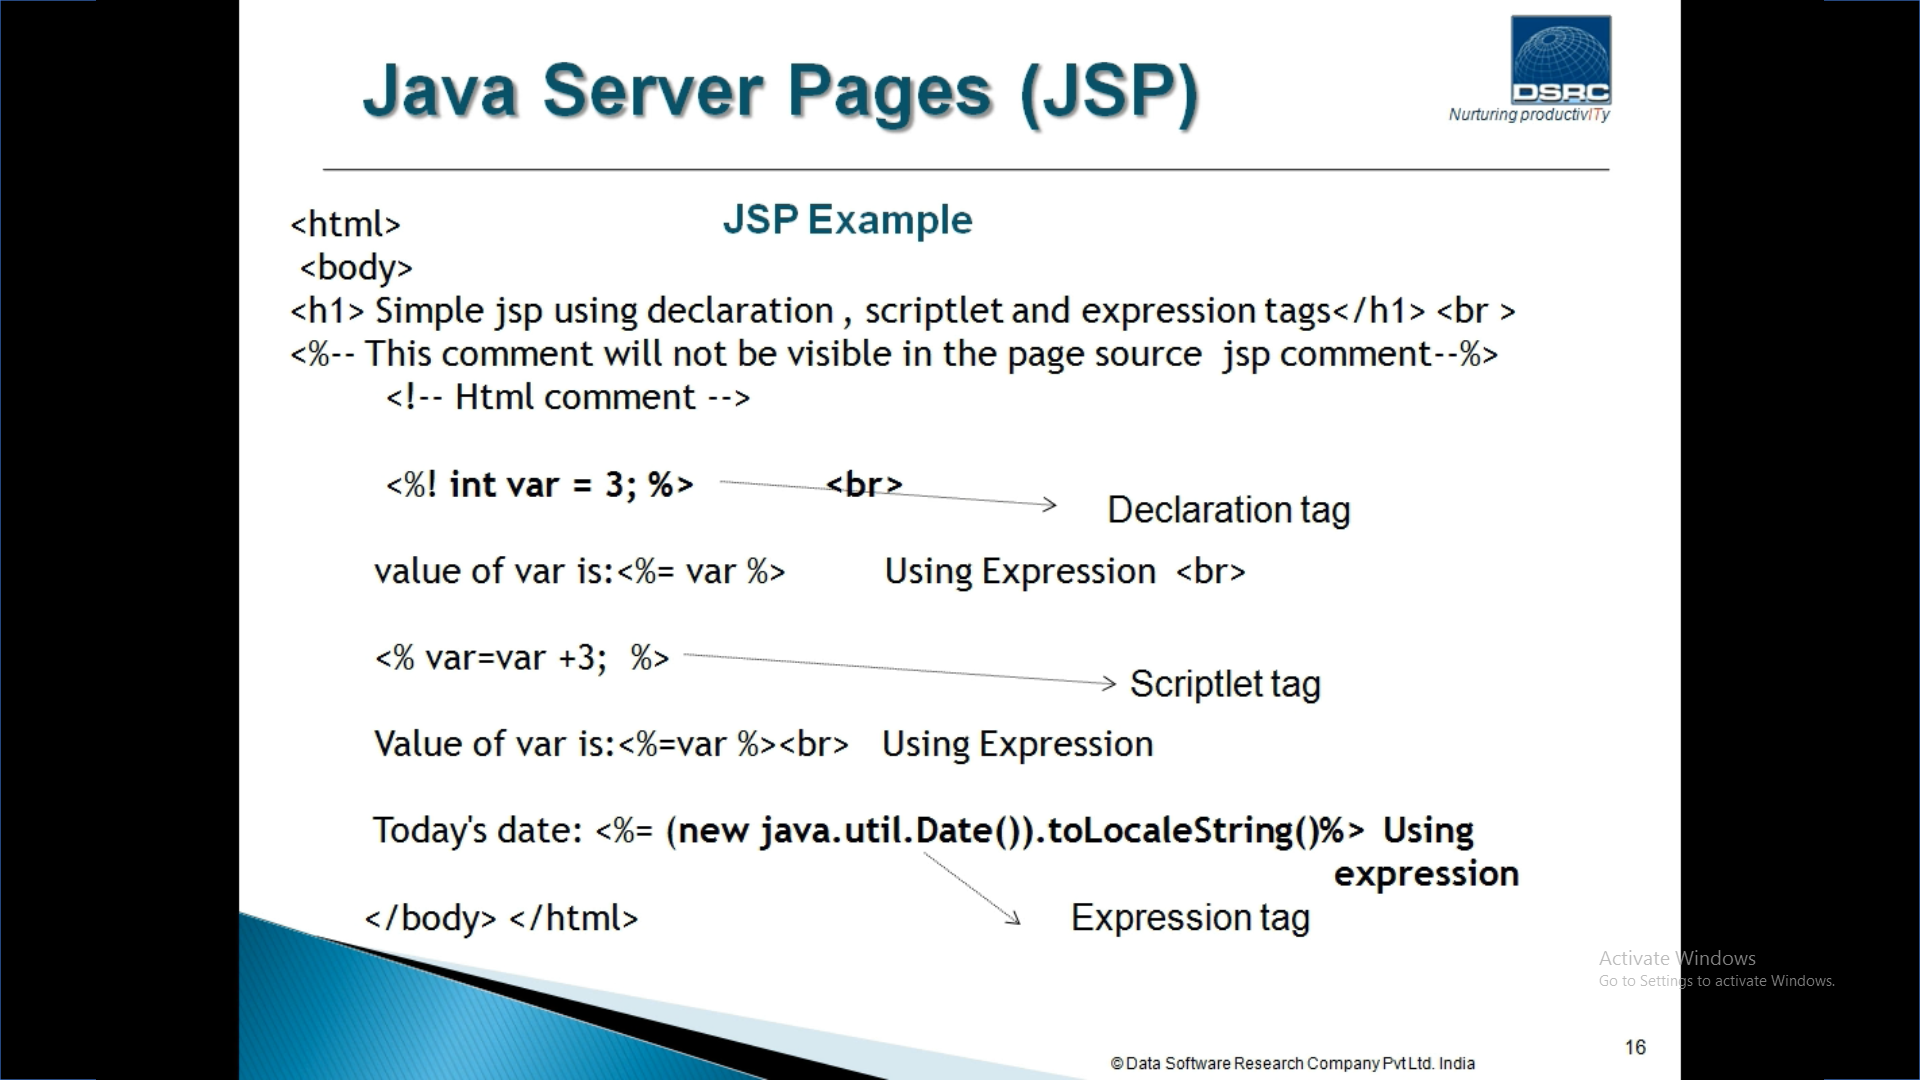 Java Server Pages (JSP)
DSRC
Nurturing productivITy
JSP Example
<html>
<body>
<h1> Simple jsp using declaration , scriptlet and expression tags</h1> <br >
<%-- This comment will not be visible in the page source  jsp comment--%>
<!-- Html comment -->
<%! int var = 3; %> <br>
Declaration tag
value of var is:<%= var %> Using Expression <br>
<% var=var +3;  %>
Scriptlet tag
Value of var is:<%=var %><br> Using Expression
Today's date: <%= (new java.util.Date()).toLocaleString()%> Using
expression
</body> </html>
Expression tag
Activate Windows
Go to Settings to activate Windows.
16
© Data Software Research Company Pvt Ltd. India